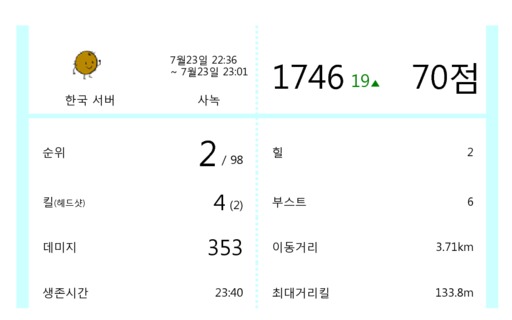 7월23일 22:36
~ 7월23일 23:01
한국 서버
사녹
1746 19▲ 70점
순위 2 / 98
힐 2
킬(헤드샷) 4 (2)
부스트 6
데미지 353
이동거리 3.71km
생존시간 23:40
최대거리킬 133.8m